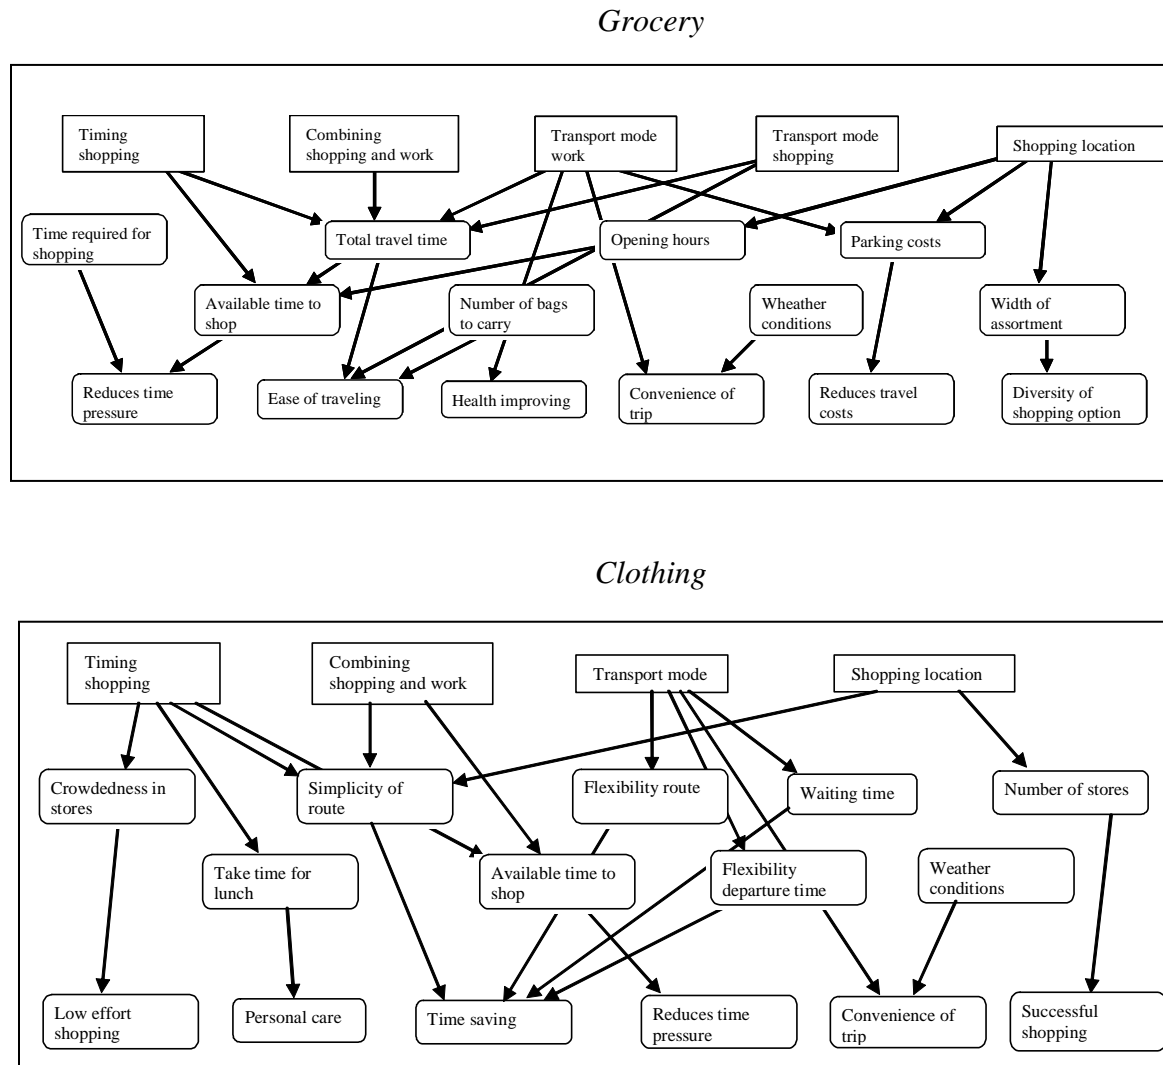 Grocery
Timing
shopping
Combining
shopping and work
Transport mode
work
Transport mode
shopping
Shopping location
Time required for
shopping
Total travel time
Opening hours
Parking costs
Available time to
shop
Number of bags
to carry
Wheather
conditions
Width of
assortment
Reduces time
pressure
Ease of traveling
Health improving
Convenience of
trip
Reduces travel
costs
Diversity of
shopping option
Clothing
Timing
shopping
Combining
shopping and work
Transport mode
Shopping location
Crowdedness in
stores
Simplicity of
route
Flexibility route
Waiting time
Number of stores
Take time for
lunch
Available time to
shop
Flexibility
departure time
Weather
conditions
Low effort
shopping
Personal care
Time saving
Reduces time
pressure
Convenience of
trip
Successful
shopping